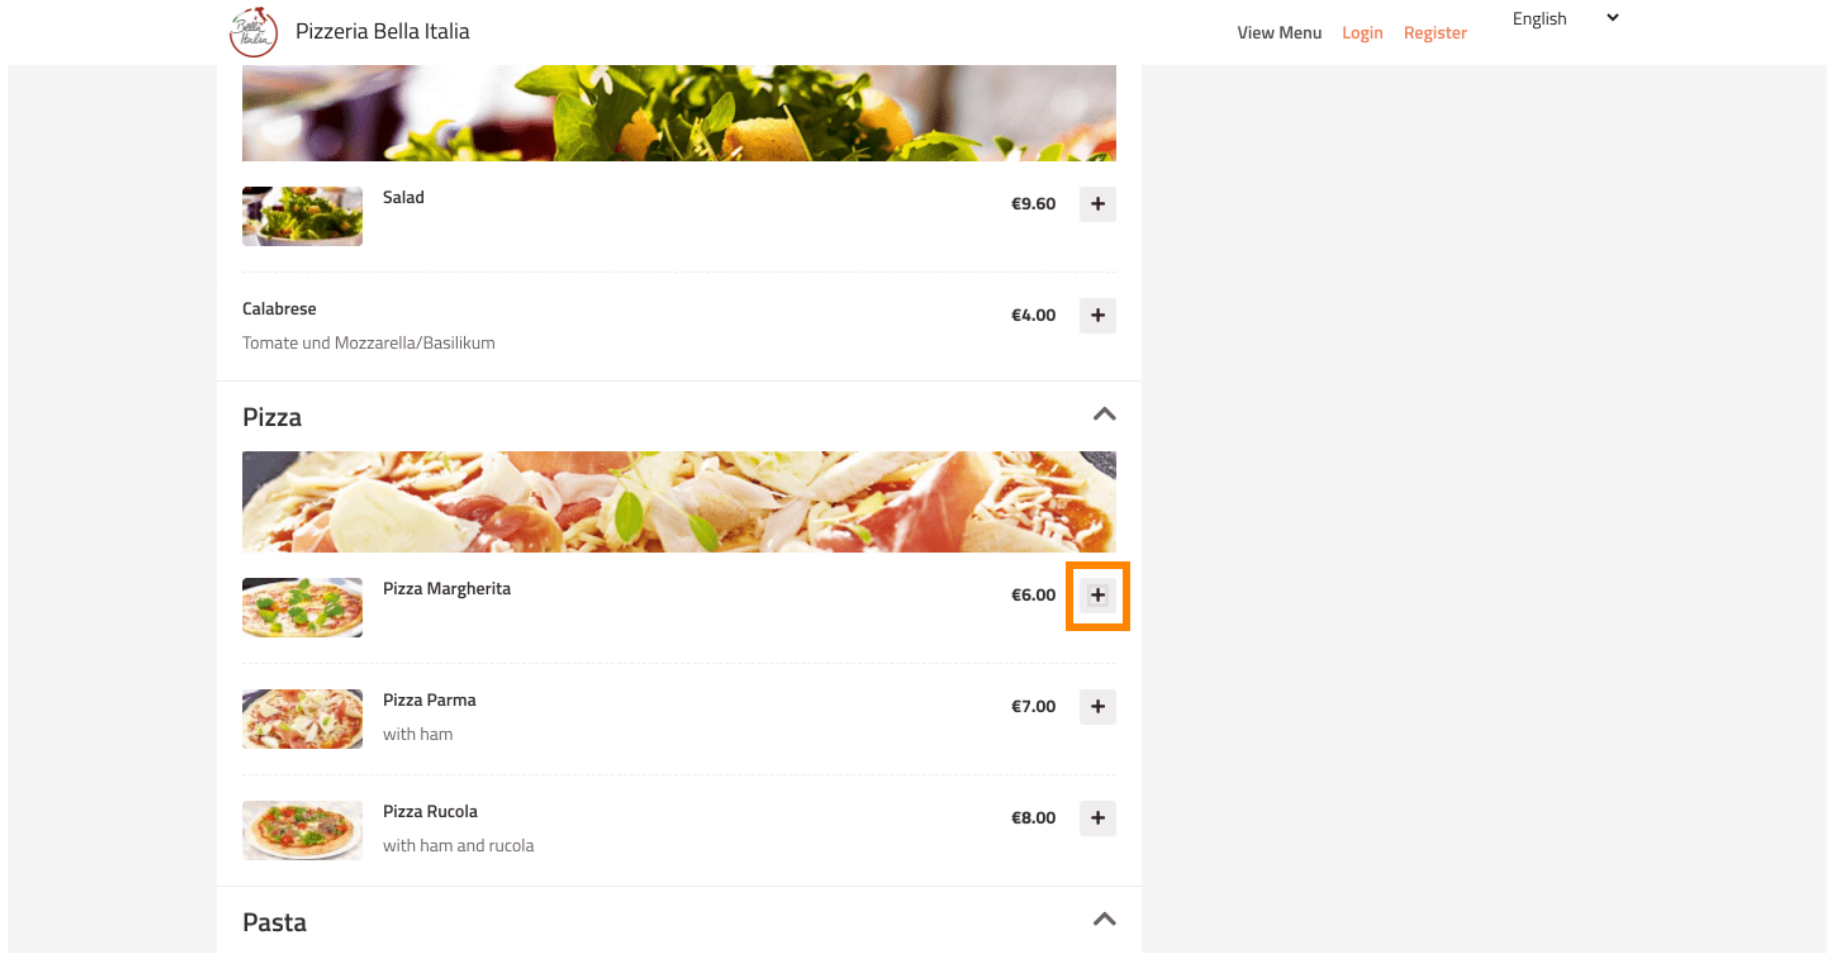 Bella
Italia
Pizzeria Bella Italia
View Menu
Login
Register
English
Salad
€9.60
+
Calabrese
€4.00
+
Tomate und Mozzarella/Basilikum
Pizza
Pizza Margherita
€6.00
+
Pizza Parma
€7.00
+
with ham
Pizza Rucola
€8.00
+
with ham and rucola
Pasta